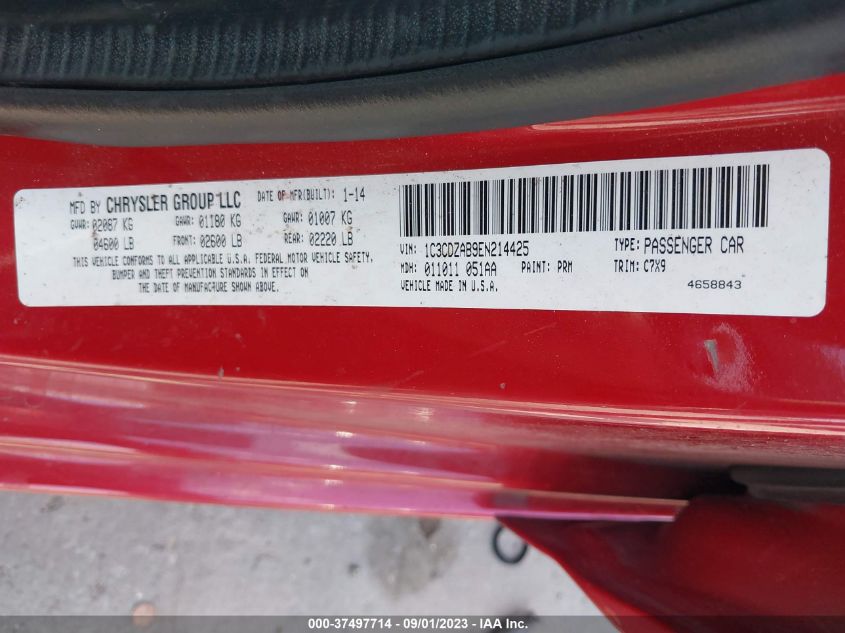 MFD BY CHRYSLER GROUP LLC DATE OF MFR(BUILT): 1-14
GVWR: 02087 KG GAWR: 01180 KG GAWR: 01007 KG
04600 LB FRONT: 02600 LB REAR: 02220 LB
THIS VEHICLE CONFORMS TO ALL APPLICABLE U.S.A. FEDERAL MOTOR VEHICLE SAFETY,
BUMPER AND THEFT PREVENTION STANDARDS IN EFFECT ON
THE DATE OF MANUFACTURE SHOWN ABOVE.
VIN: 1C3CDZAB9EN214425 TYPE: PASSENGER CAR
MDH: 011011 051AA PAINT: PRM TRIM: C7X9
VEHICLE MADE IN U.S.A. 4658843
000-37497714 - 09/01/2023 - IAA Inc.